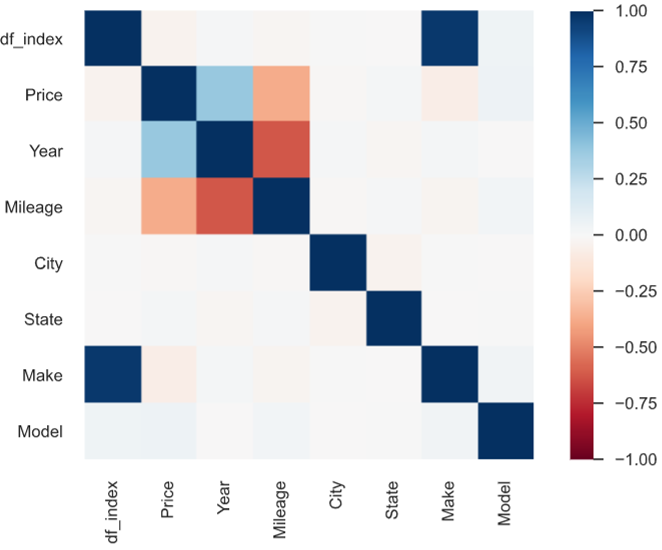 df_index
Price
Year
Mileage
City
State
Make
Model
df_index
Price
Year
Mileage
City
State
Make
Model
1.00
0.75
0.50
0.25
0.00
−0.25
−0.50
−0.75
−1.00